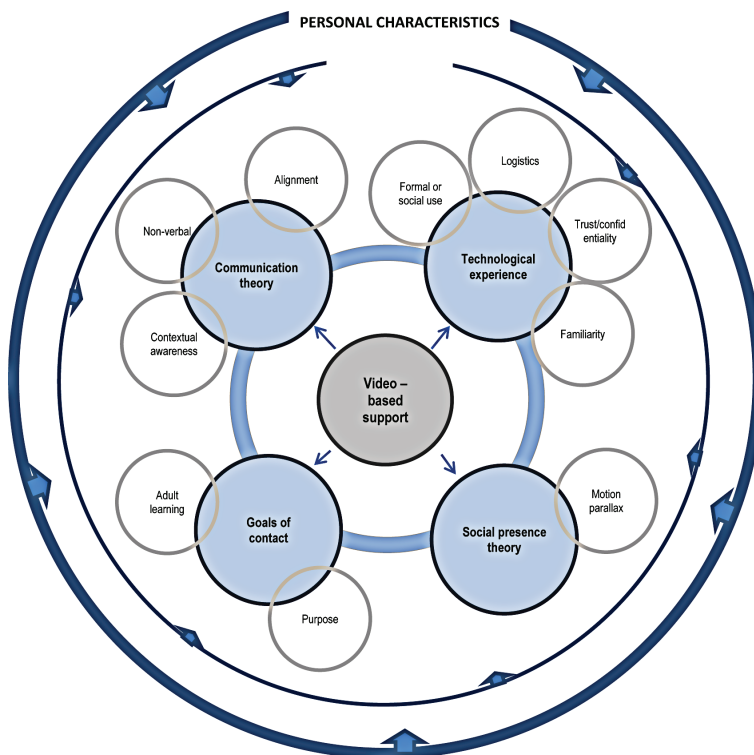 PERSONAL CHARACTERISTICS
Alignment
Non-verbal
Contextual
awareness
Communication
theory
Formal or
social use
Logistics
Trust/confid
entiality
Familiarity
Technological
experience
Video –
based
support
Adult
learning
Goals of
contact
Purpose
Social presence
theory
Motion
parallax